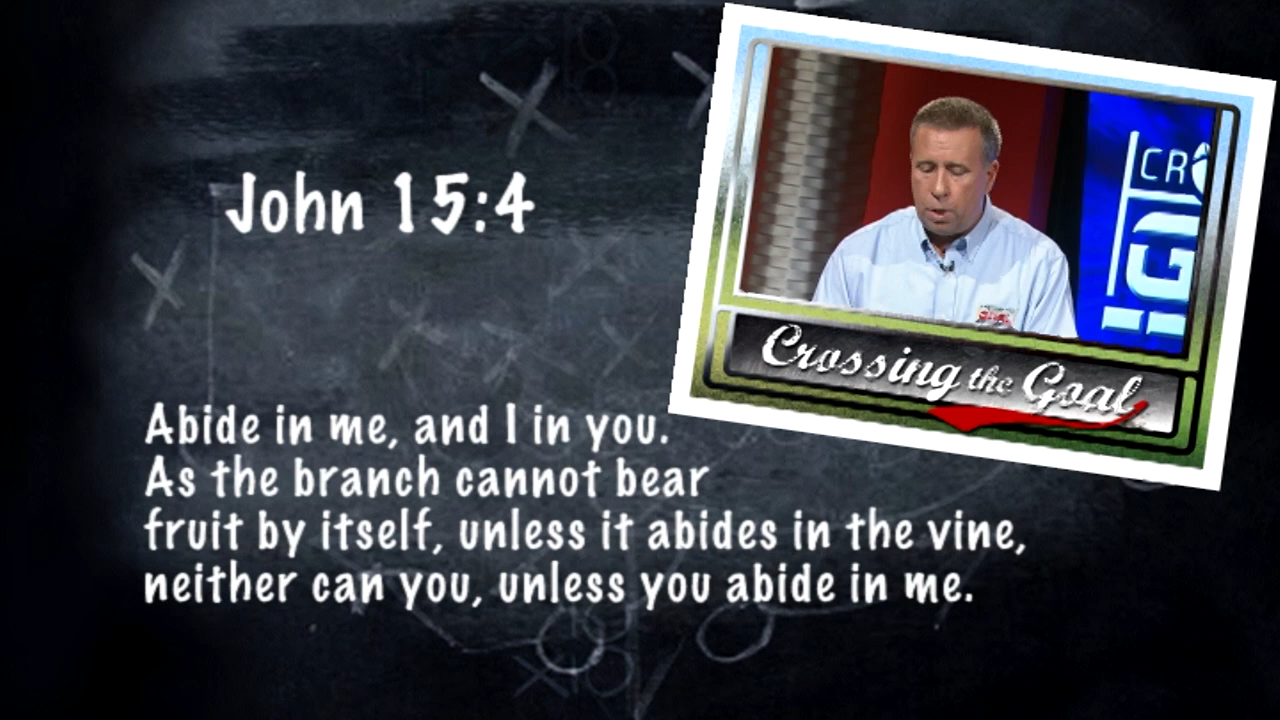 John 15:4
Abide in me, and I in you.
As the branch cannot bear
fruit by itself, unless it abides in the vine,
neither can you, unless you abide in me.
CRO
Crossing the Goal